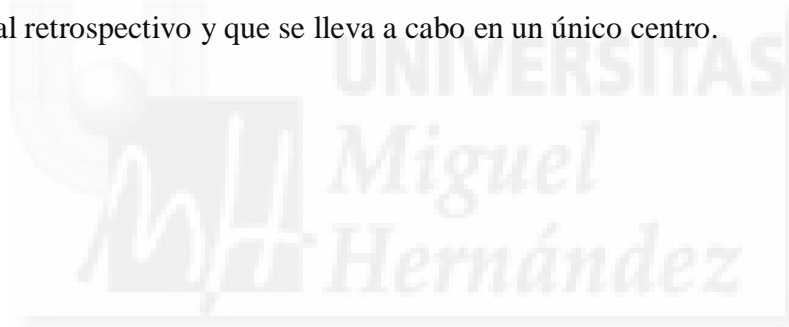 al retrospectivo y que se lleva a cabo en un único centro.
UNIVERSITAS
Miguel
Hernández